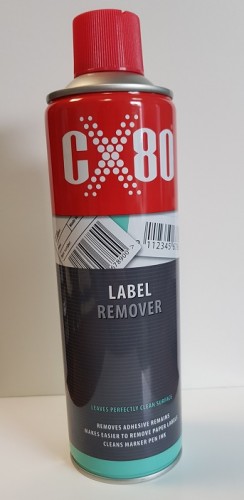 CX80
LABEL
REMOVER
LEAVES PERFECTLY CLEAN SURFACE
REMOVES ADHESIVE REMAINS
MAKES EASIER TO REMOVE PAPER LABELS
CLEANS MARKER PEN INK